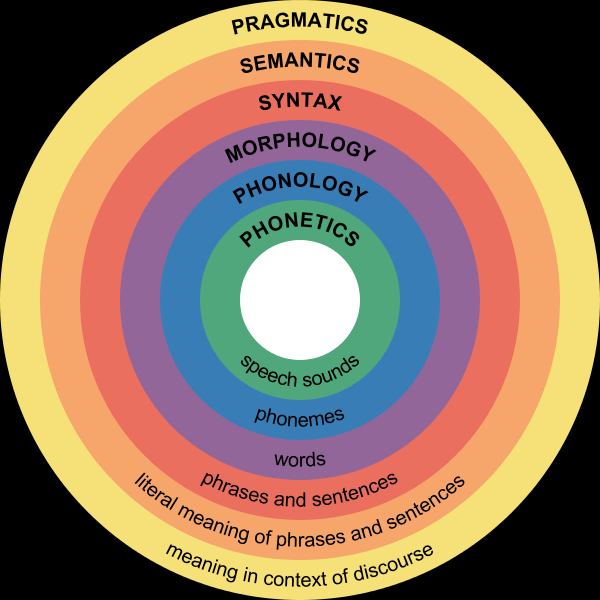 PRAGMATICS
SEMANTICS
SYNTAX
MORPHOLOGY
PHONOLOGY
PHONETICS
speech sounds
phonemes
words
phrases and sentences
literal meaning of phrases and sentences
meaning in context of discourse